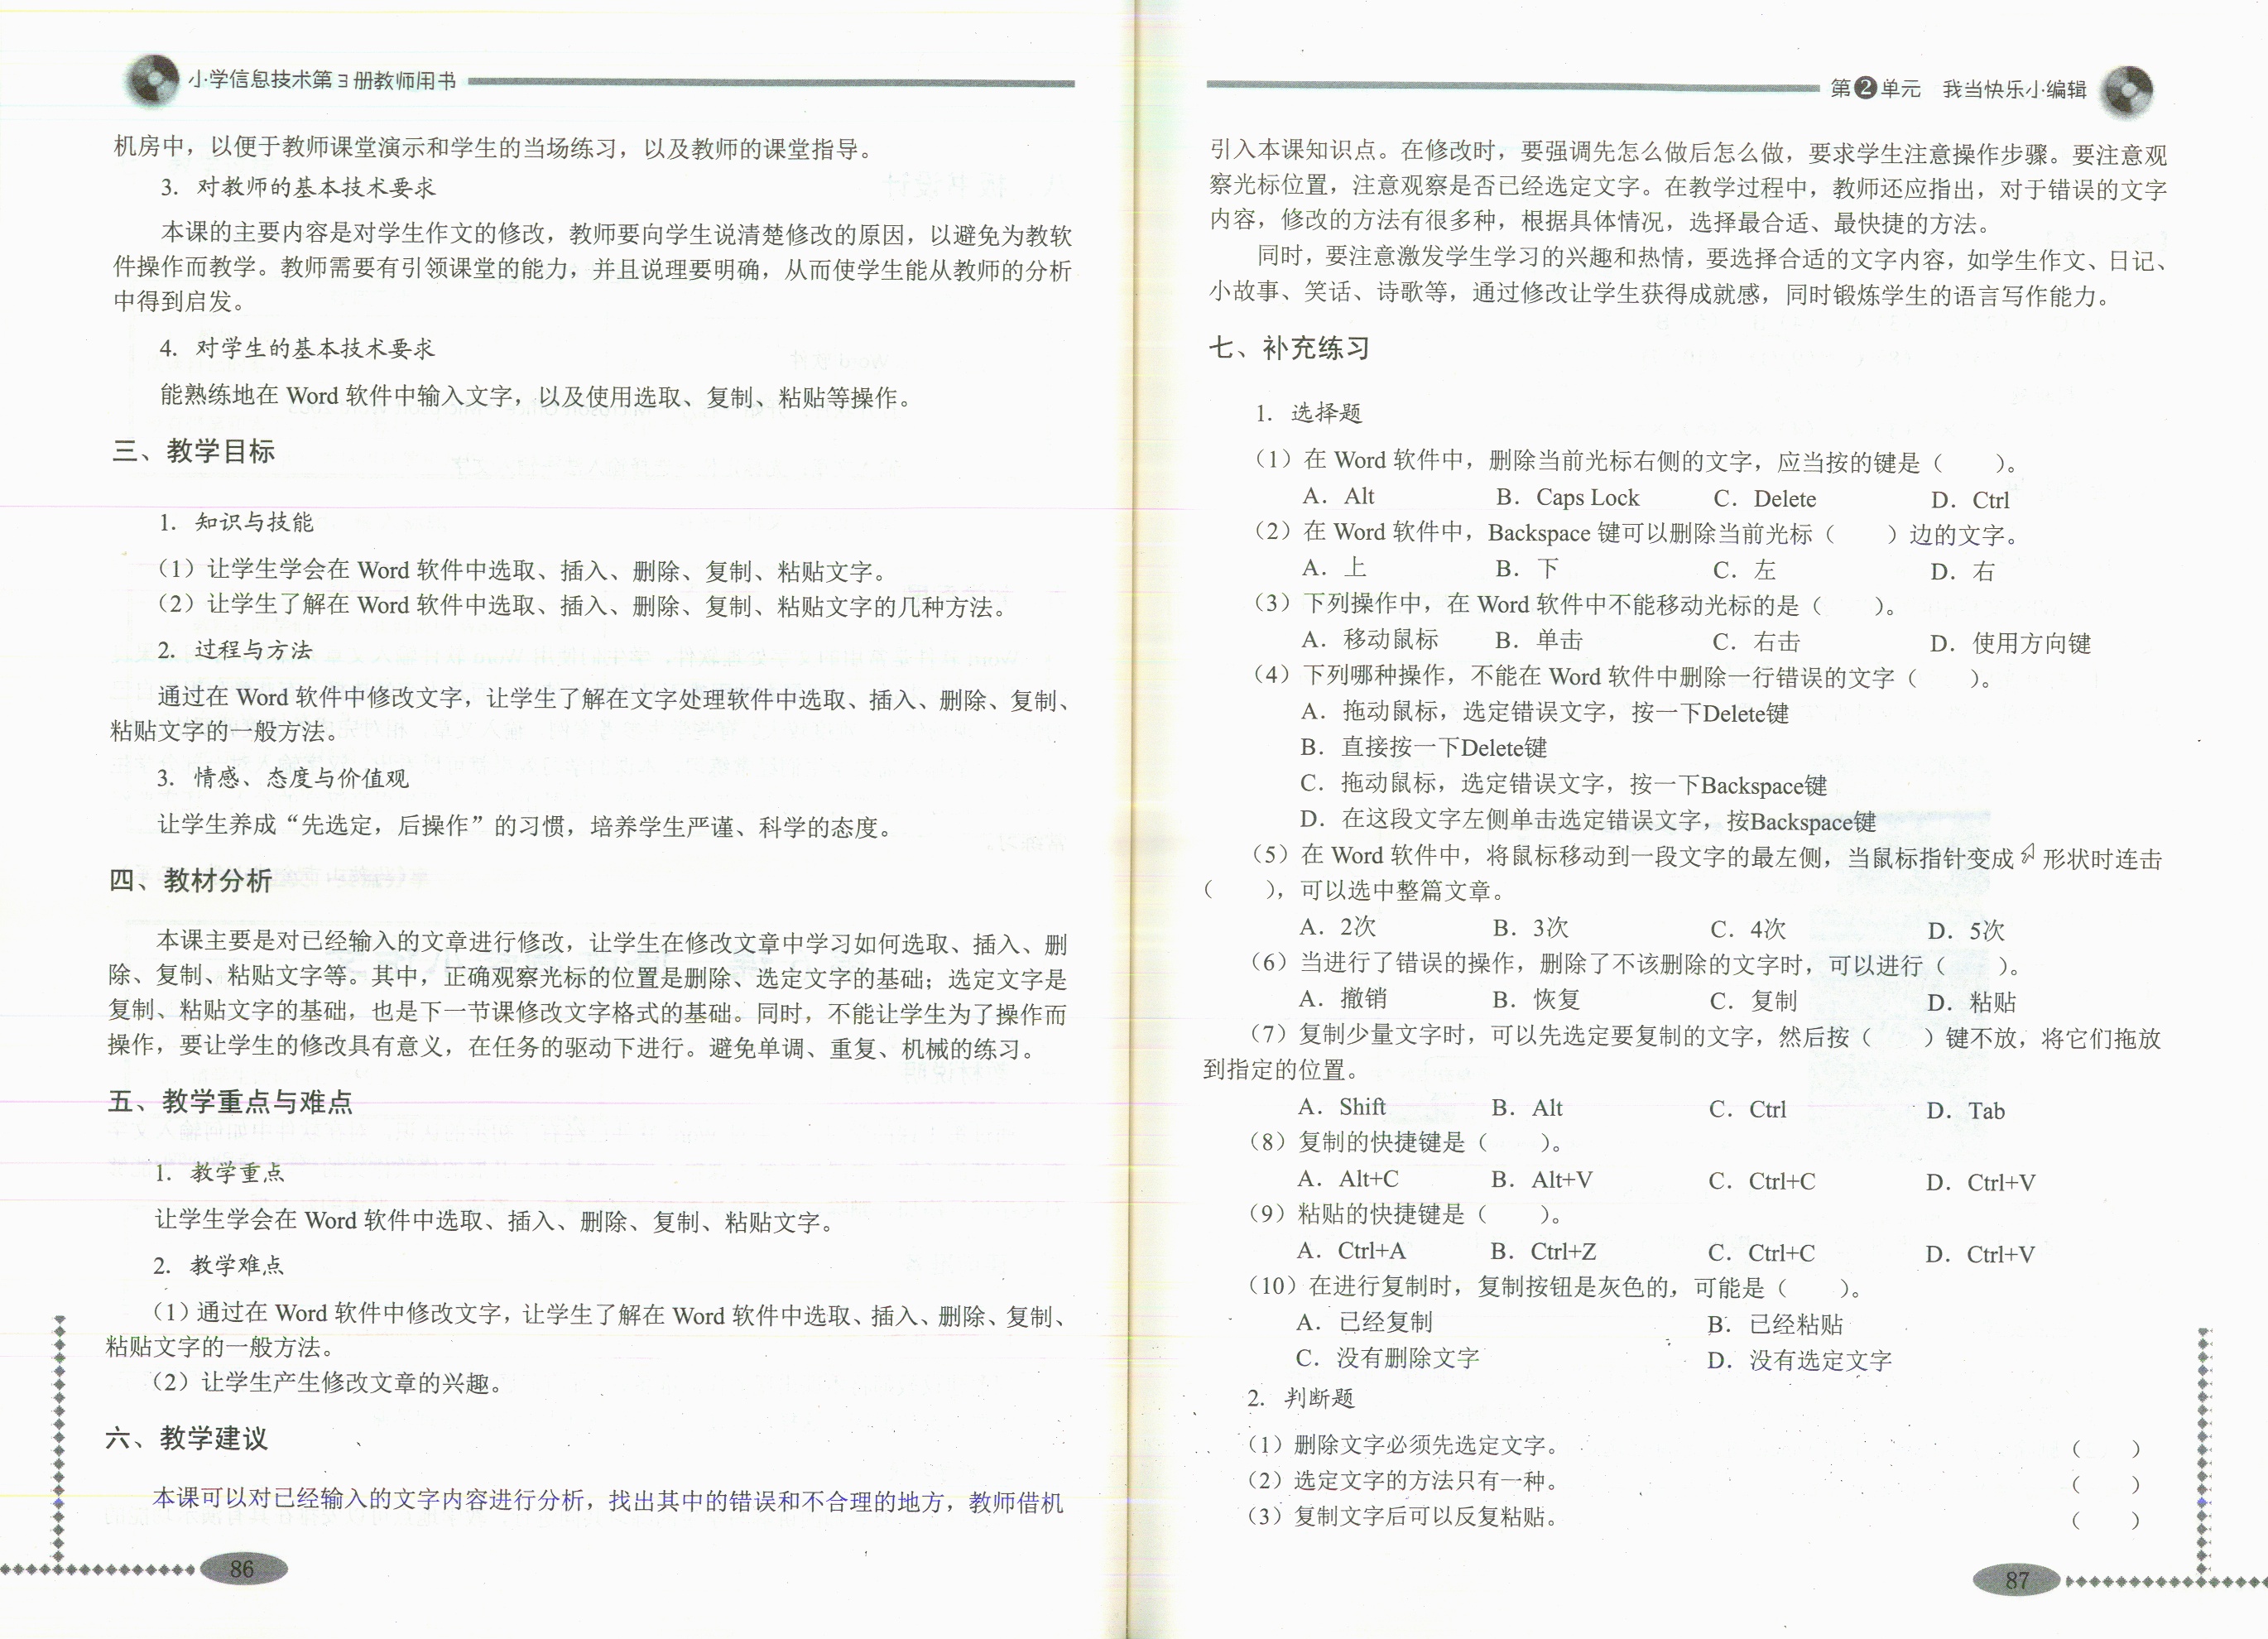 小学信息技术第3册教师用书
机房中，以便于教师课堂演示和学生的当场练习，以及教师的课堂指导。
3. 对教师的基本技术要求
本课的主要内容是对学生作文的修改，教师要向学生说清楚修改的原因，以避免为教软
件操作而教学。教师需要有引领课堂的能力，并且说理要明确，从而使学生能从教师的分析
中得到启发。
4. 对学生的基本技术要求
能熟练地在 Word 软件中输入文字，以及使用选取、复制、粘贴等操作。
三、教学目标
1. 知识与技能
（1）让学生学会在 Word 软件中选取、插入、删除、复制、粘贴文字。
（2）让学生了解在 Word 软件中选取、插入、删除、复制、粘贴文字的几种方法。
2. 过程与方法
通过在 Word 软件中修改文字，让学生了解在文字处理软件中选取、插入、删除、复制、
粘贴文字的一般方法。
3. 情感、态度与价值观
让学生养成“先选定，后操作”的习惯，培养学生严谨、科学的态度。
四、教材分析
本课主要是对已经输入的文章进行修改，让学生在修改文章中学习如何选取、插入、删
除、复制、粘贴文字等。其中，正确观察光标的位置是删除、选定文字的基础；选定文字是
复制、粘贴文字的基础，也是下一节课修改文字格式的基础。同时，不能让学生为了操作而
操作，要让学生的修改具有意义，在任务的驱动下进行。避免单调、重复、机械的练习。
五、教学重点与难点
1. 教学重点
让学生学会在 Word 软件中选取、插入、删除、复制、粘贴文字。
2. 教学难点
（1）通过在 Word 软件中修改文字，让学生了解在 Word 软件中选取、插入、删除、复制、
粘贴文字的一般方法。
（2）让学生产生修改文章的兴趣。
六、教学建议
本课可以对已经输入的文字内容进行分析，找出其中的错误和不合理的地方，教师借机
86
第2单元 我当快乐小编辑
引入本课知识点。在修改时，要强调先怎么做后怎么做，要求学生注意操作步骤。要注意观
察光标位置，注意观察是否已经选定文字。在教学过程中，教师还应指出，对于错误的文字
内容，修改的方法有很多种，根据具体情况，选择最合适、最快捷的方法。
同时，要注意激发学生学习的兴趣和热情，要选择合适的文字内容，如学生作文、日记、
小故事、笑话、诗歌等，通过修改让学生获得成就感，同时锻炼学生的语言写作能力。
七、补充练习
1. 选择题
（1）在 Word 软件中，删除当前光标右侧的文字，应当按的键是（　　）。
A. Alt　B. Caps Lock　C. Delete　D. Ctrl
（2）在 Word 软件中，Backspace 键可以删除当前光标（　　）边的文字。
A. 上　B. 下　C. 左　D. 右
（3）下列操作中，在 Word 软件中不能移动光标的是（　　）。
A. 移动鼠标　B. 单击　C. 右击　D. 使用方向键
（4）下列哪种操作，不能在 Word 软件中删除一行错误的文字（　　）。
A. 拖动鼠标，选定错误文字，按一下Delete键
B. 直接按一下Delete键
C. 拖动鼠标，选定错误文字，按一下Backspace键
D. 在这段文字左侧单击选定错误文字，按Backspace键
（5）在 Word 软件中，将鼠标移动到一段文字的最左侧，当鼠标指针变成 形状时连击
（　　），可以选中整篇文章。
A. 2次　B. 3次　C. 4次　D. 5次
（6）当进行了错误的操作，删除了不该删除的文字时，可以进行（　　）。
A. 撤销　B. 恢复　C. 复制　D. 粘贴
（7）复制少量文字时，可以先选定要复制的文字，然后按（　　）键不放，将它们拖放
到指定的位置。
A. Shift　B. Alt　C. Ctrl　D. Tab
（8）复制的快捷键是（　　）。
A. Alt+C　B. Alt+V　C. Ctrl+C　D. Ctrl+V
（9）粘贴的快捷键是（　　）。
A. Ctrl+A　B. Ctrl+Z　C. Ctrl+C　D. Ctrl+V
（10）在进行复制时，复制按钮是灰色的，可能是（　　）。
A. 已经复制　B. 已经粘贴
C. 没有删除文字　D. 没有选定文字
2. 判断题
（1）删除文字必须先选定文字。（　　）
（2）选定文字的方法只有一种。（　　）
（3）复制文字后可以反复粘贴。（　　）
87